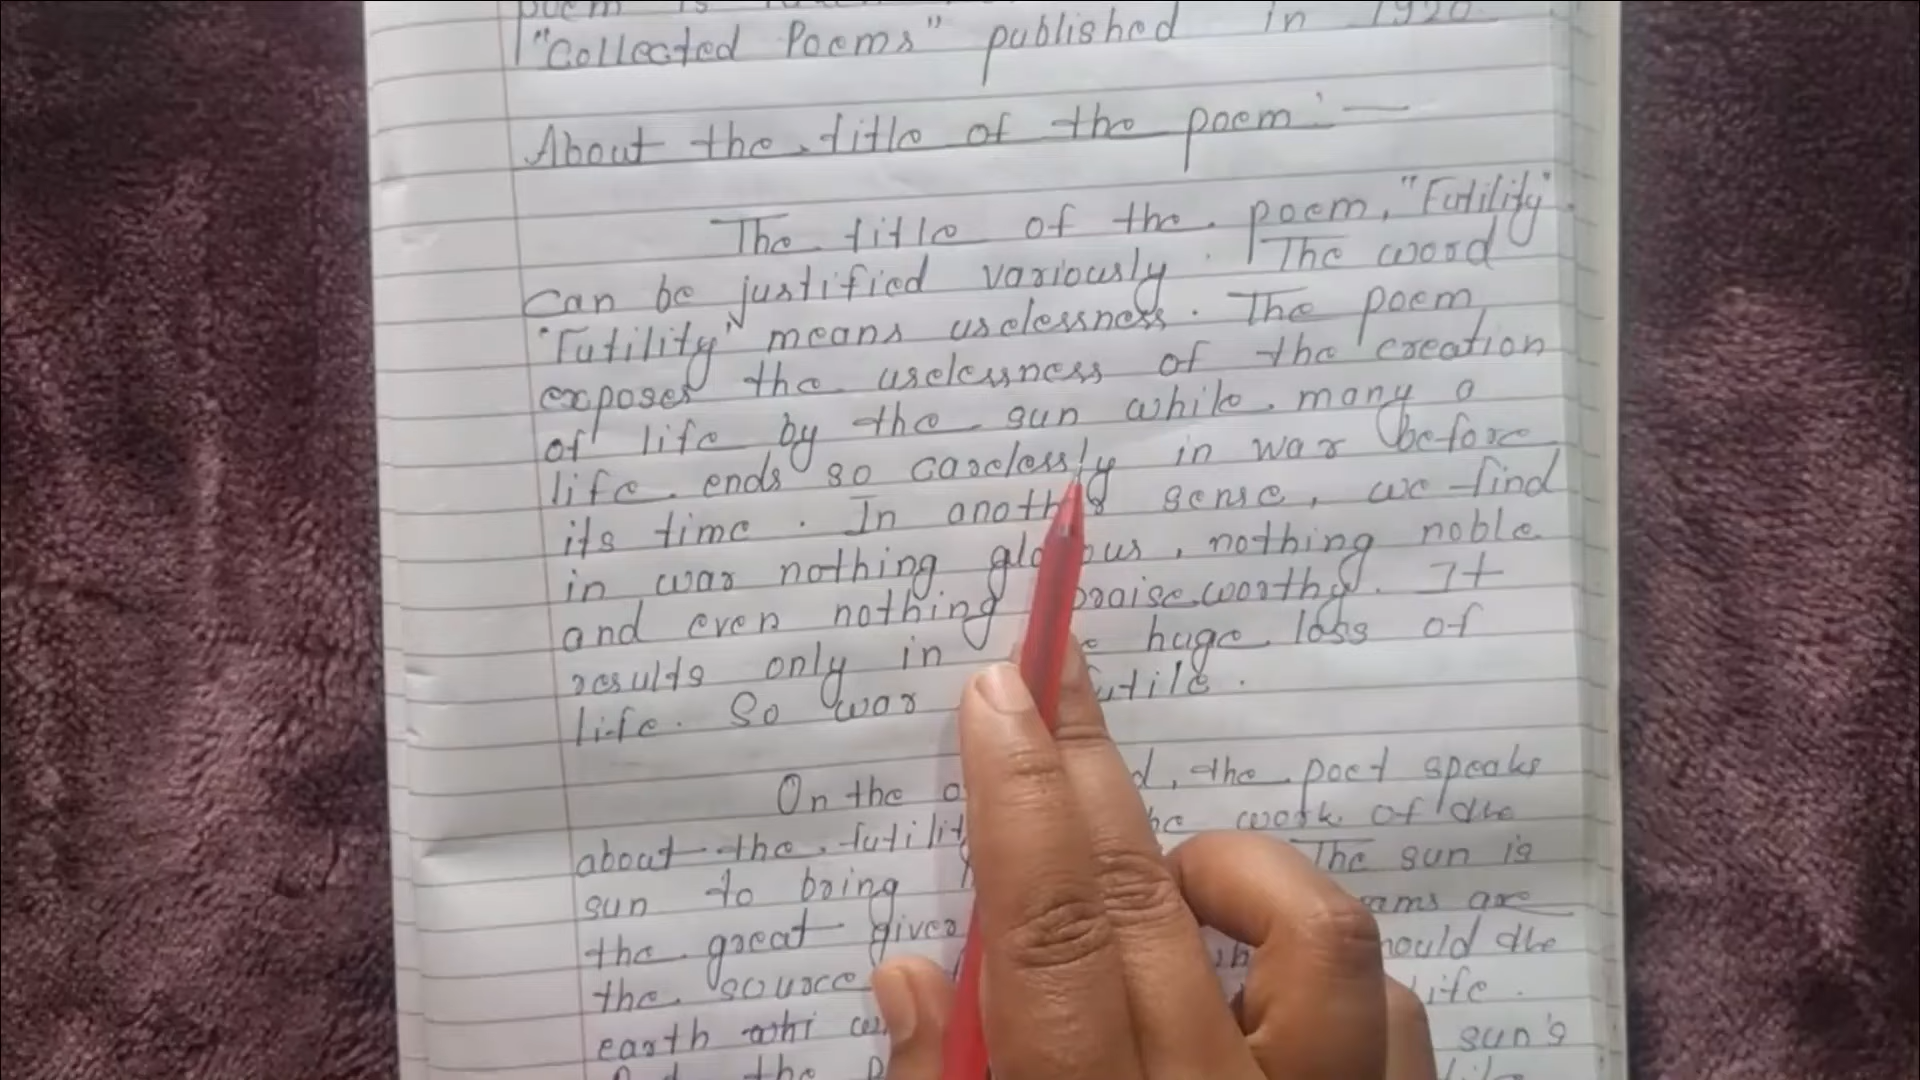 "Collected Poems" published in 1920
About the title of the poem :—
The title of the poem, "Futility"
can be justified variously. The word
"Futility" means uselessness. The poem
exposes the uselessness of the creation
of life by the sun while many a
life ends so carelessly in war before
its time. In another sense, we find
in war nothing glorious, nothing noble
and even nothing praiseworthy. It
results only in huge loss of
life. So war futile.
On the the poet speaks
about the futility the work of the
sun to bring The sun is
the great giver are
the source should the
earth life.
sun's
the